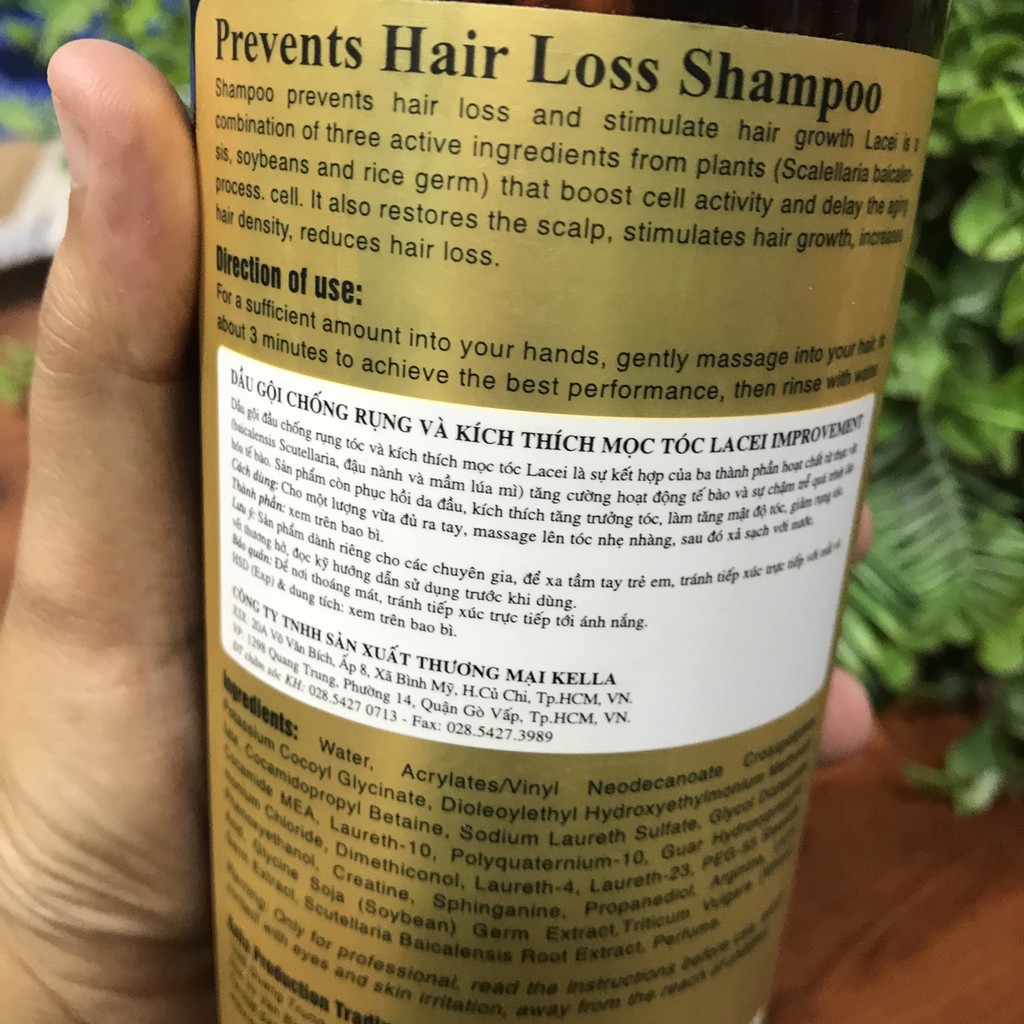 Prevents Hair Loss Shampoo
Shampoo prevents hair loss and stimulate hair growth Lacei is a
combination of three active ingredients from plants (Scalellaria baicalen-
sis, soybeans and rice germ) that boost cell activity and delay the aging
process. cell. It also restores the scalp, stimulates hair growth, increases
hair density, reduces hair loss.
Direction of use:
For a sufficient amount into your hands, gently massage into your hair,
about 3 minutes to achieve the best performance, then rinse with water
DẦU GỘI CHỐNG RỤNG VÀ KÍCH THÍCH MỌC TÓC LACEI IMPROVEMENT
Dầu gội đầu chống rụng tóc và kích thích mọc tóc Lacei là sự kết hợp của ba thành phần hoạt chất từ thực vật
(baicalensis Scutellaria, đậu nành và mầm lúa mì) tăng cường hoạt động tế bào và sự chậm trễ quá trình lão
hóa tế bào. Sản phẩm còn phục hồi da đầu, kích thích tăng trưởng tóc, làm tăng mật độ tóc, giảm rụng tóc.
Cách dùng: Cho một lượng vừa đủ ra tay, massage lên tóc nhẹ nhàng, sau đó xả sạch với nước.
Thành phần: xem trên bao bì.
Lưu ý: Sản phẩm dành riêng cho các chuyên gia, để xa tầm tay trẻ em, tránh tiếp xúc trực tiếp với mắt và
vết thương hở, đọc kỹ hướng dẫn sử dụng trước khi dùng.
Bảo quản: Để nơi thoáng mát, tránh tiếp xúc trực tiếp tới ánh nắng.
HSD (Exp) & dung tích: xem trên bao bì.
CÔNG TY TNHH SẢN XUẤT THƯƠNG MẠI KELLA
XSX: 20A Võ Văn Bích, Ấp 8, Xã Bình Mỹ, H.Củ Chi, Tp.HCM, VN.
VP: 1298 Quang Trung, Phường 14, Quận Gò Vấp, Tp.HCM, VN.
ĐT chăm sóc KH: 028.5427 0713 - Fax: 028.5427.3989
Ingredients: Water, Acrylates/Vinyl Neodecanoate Crosspolymer,
Potassium Cocoyl Glycinate, Dioleoylethyl Hydroxyethylmonium
Cocamidopropyl Betaine, Sodium Laureth Sulfate, Glycol
Cocamide MEA, Laureth-10, Polyquaternium-10, Guar
Chloride, Dimethiconol, Laureth-4, Laureth-23, PEG-50
Phenoxyethanol, Creatine, Sphinganine, Propanediol, Arginine,
Glycine Soja (Soybean) Germ Extract, Triticum Vulgare
Germ Extract, Scutellaria Baicalensis Root Extract, Perfume.
Warning: Only for professional, read the instructions before use,
with eyes and skin irritation, away from the reach of children
Production